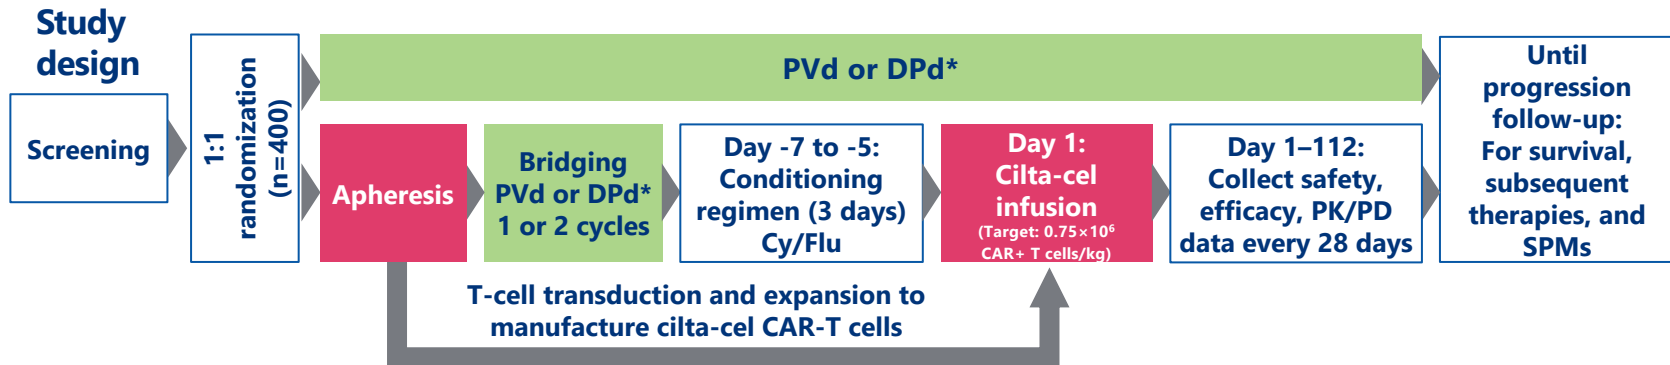 Study
design
Screening
1:1
randomization
(n=400)
PVd or DPd*
Apheresis
Bridging
PVd or DPd*
1 or 2 cycles
Day -7 to -5:
Conditioning
regimen (3 days)
Cy/Flu
Day 1:
Cilta-cel
infusion
(Target: 0.75×10⁶
CAR+ T cells/kg)
Day 1–112:
Collect safety,
efficacy, PK/PD
data every 28 days
Until
progression
follow-up:
For survival,
subsequent
therapies, and
SPMs
T-cell transduction and expansion to
manufacture cilta-cel CAR-T cells